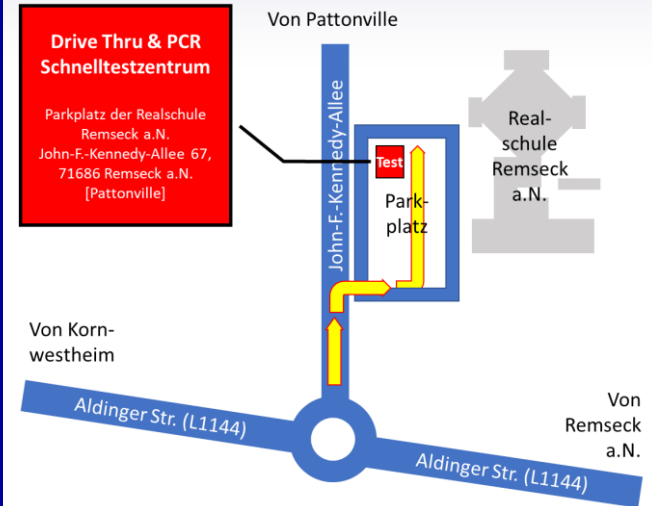 Drive Thru & PCR
Schnelltestzentrum
Parkplatz der Realschule
Remseck a.N.
John-F.-Kennedy-Allee 67,
71686 Remseck a.N.
[Pattonville]
Von Pattonville
John-F.-Kennedy-Allee
Test
Park-
platz
Real-
schule
Remseck
a.N.
Von Korn-
westheim
Aldinger Str. (L1144)
Von
Remseck
a.N.
Aldinger Str. (L1144)